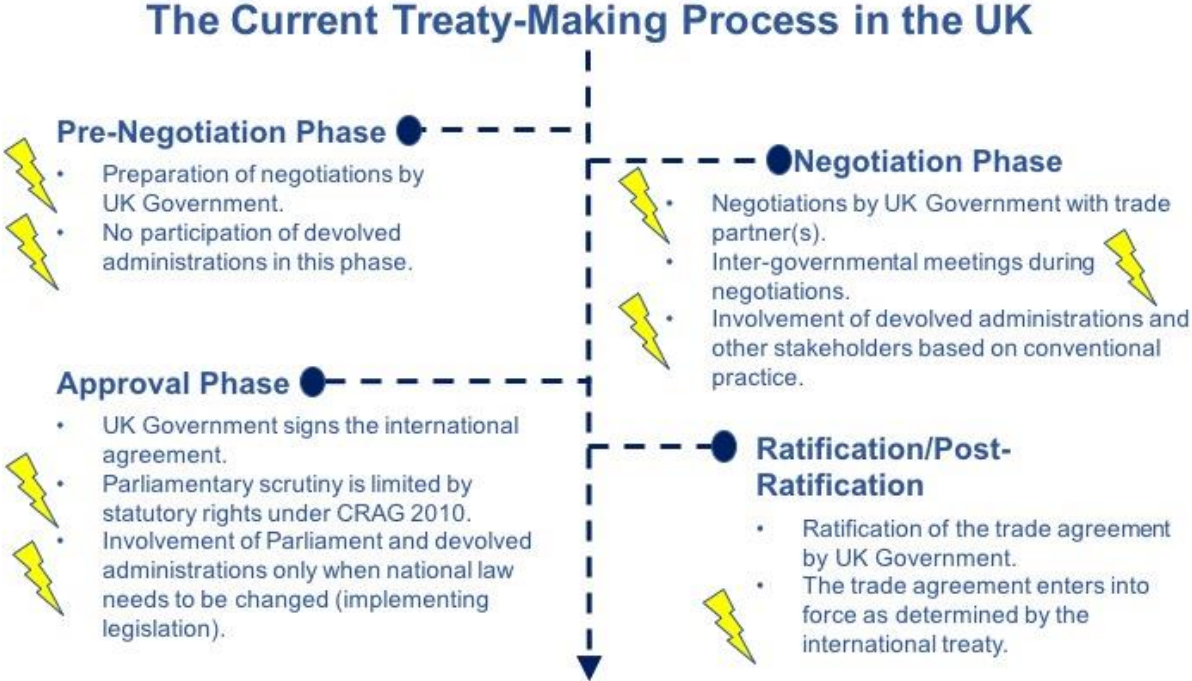 The Current Treaty-Making Process in the UK
Pre-Negotiation Phase
• Preparation of negotiations by
UK Government.
• No participation of devolved
administrations in this phase.
Negotiation Phase
• Negotiations by UK Government with trade
partner(s).
• Inter-governmental meetings during
negotiations.
• Involvement of devolved administrations and
other stakeholders based on conventional
practice.
Approval Phase
• UK Government signs the international
agreement.
• Parliamentary scrutiny is limited by
statutory rights under CRAG 2010.
• Involvement of Parliament and devolved
administrations only when national law
needs to be changed (implementing
legislation).
Ratification/Post-
Ratification
• Ratification of the trade agreement
by UK Government.
• The trade agreement enters into
force as determined by the
international treaty.